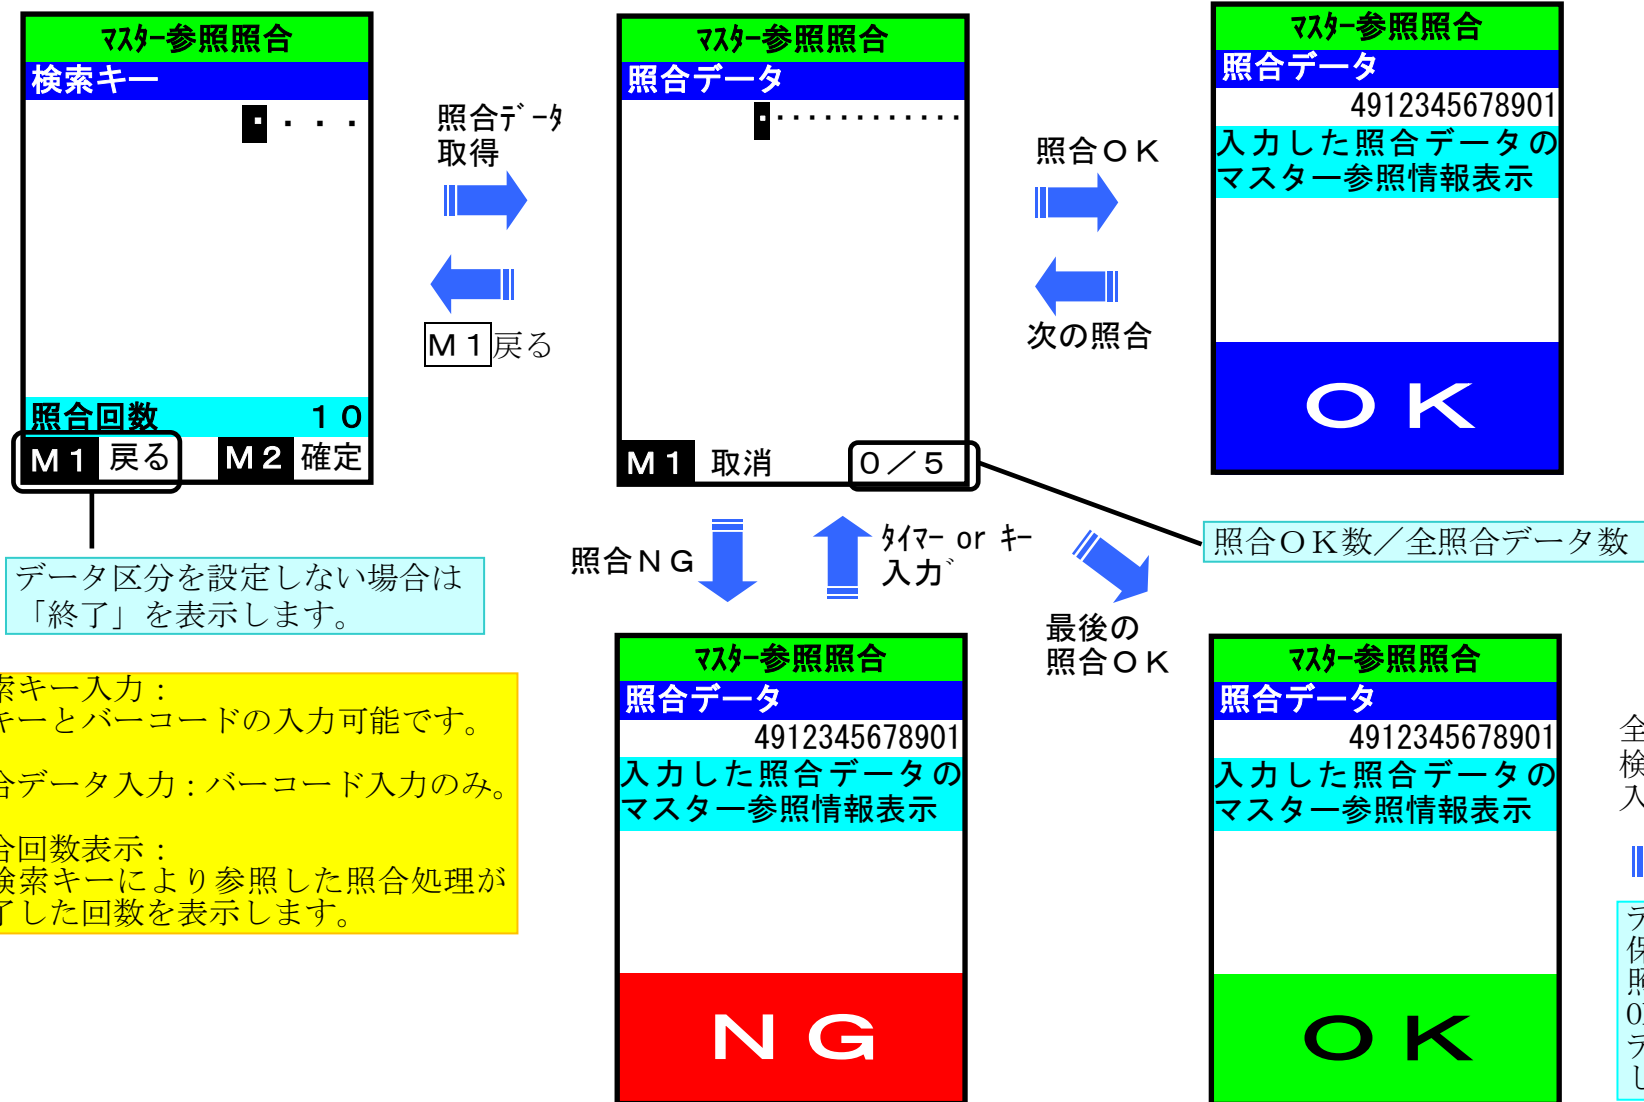 ﾏｽﾀｰ参照照合
検索キー
照合回数 １０
Ｍ１ 戻る Ｍ２ 確定
照合ﾃﾞｰﾀ
取得
Ｍ１戻る
ﾏｽﾀｰ参照照合
照合データ
Ｍ１ 取消 ０／５
照合ＯＫ
次の照合
ﾏｽﾀｰ参照照合
照合データ
4912345678901
入力した照合データの
マスター参照情報表示
ＯＫ
データ区分を設定しない場合は
「終了」を表示します。
照合ＮＧ
ﾀｲﾏｰ or ｷｰ
入力ﾞ
照合ＯＫ数／全照合データ数
最後の
照合ＯＫ
索キー入力：
キーとバーコードの入力可能です。
合データ入力：バーコード入力のみ。
合回数表示：
検索キーにより参照した照合処理が
了した回数を表示します。
ﾏｽﾀｰ参照照合
照合データ
4912345678901
入力した照合データの
マスター参照情報表示
ＮＧ
ﾏｽﾀｰ参照照合
照合データ
4912345678901
入力した照合データの
マスター参照情報表示
ＯＫ
全
検
入
デ
保
照
デ
し